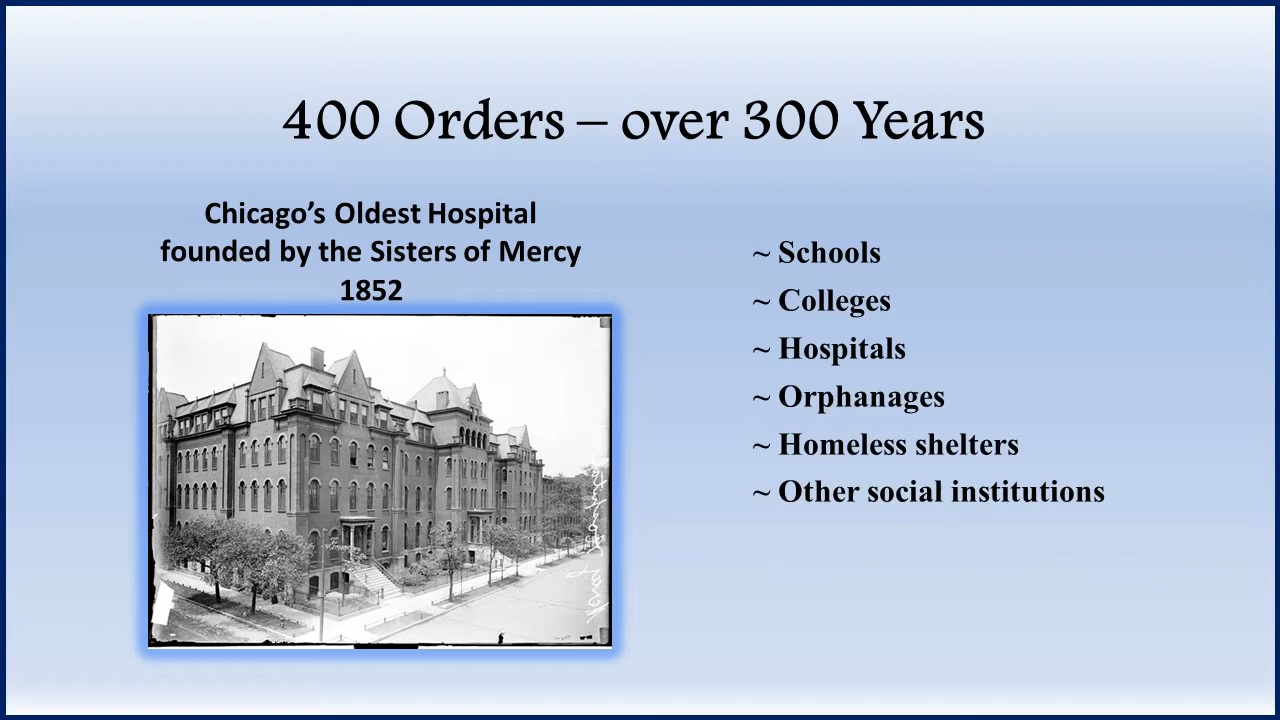 400 Orders – over 300 Years
Chicago’s Oldest Hospital
founded by the Sisters of Mercy
1852
~ Schools
~ Colleges
~ Hospitals
~ Orphanages
~ Homeless shelters
~ Other social institutions